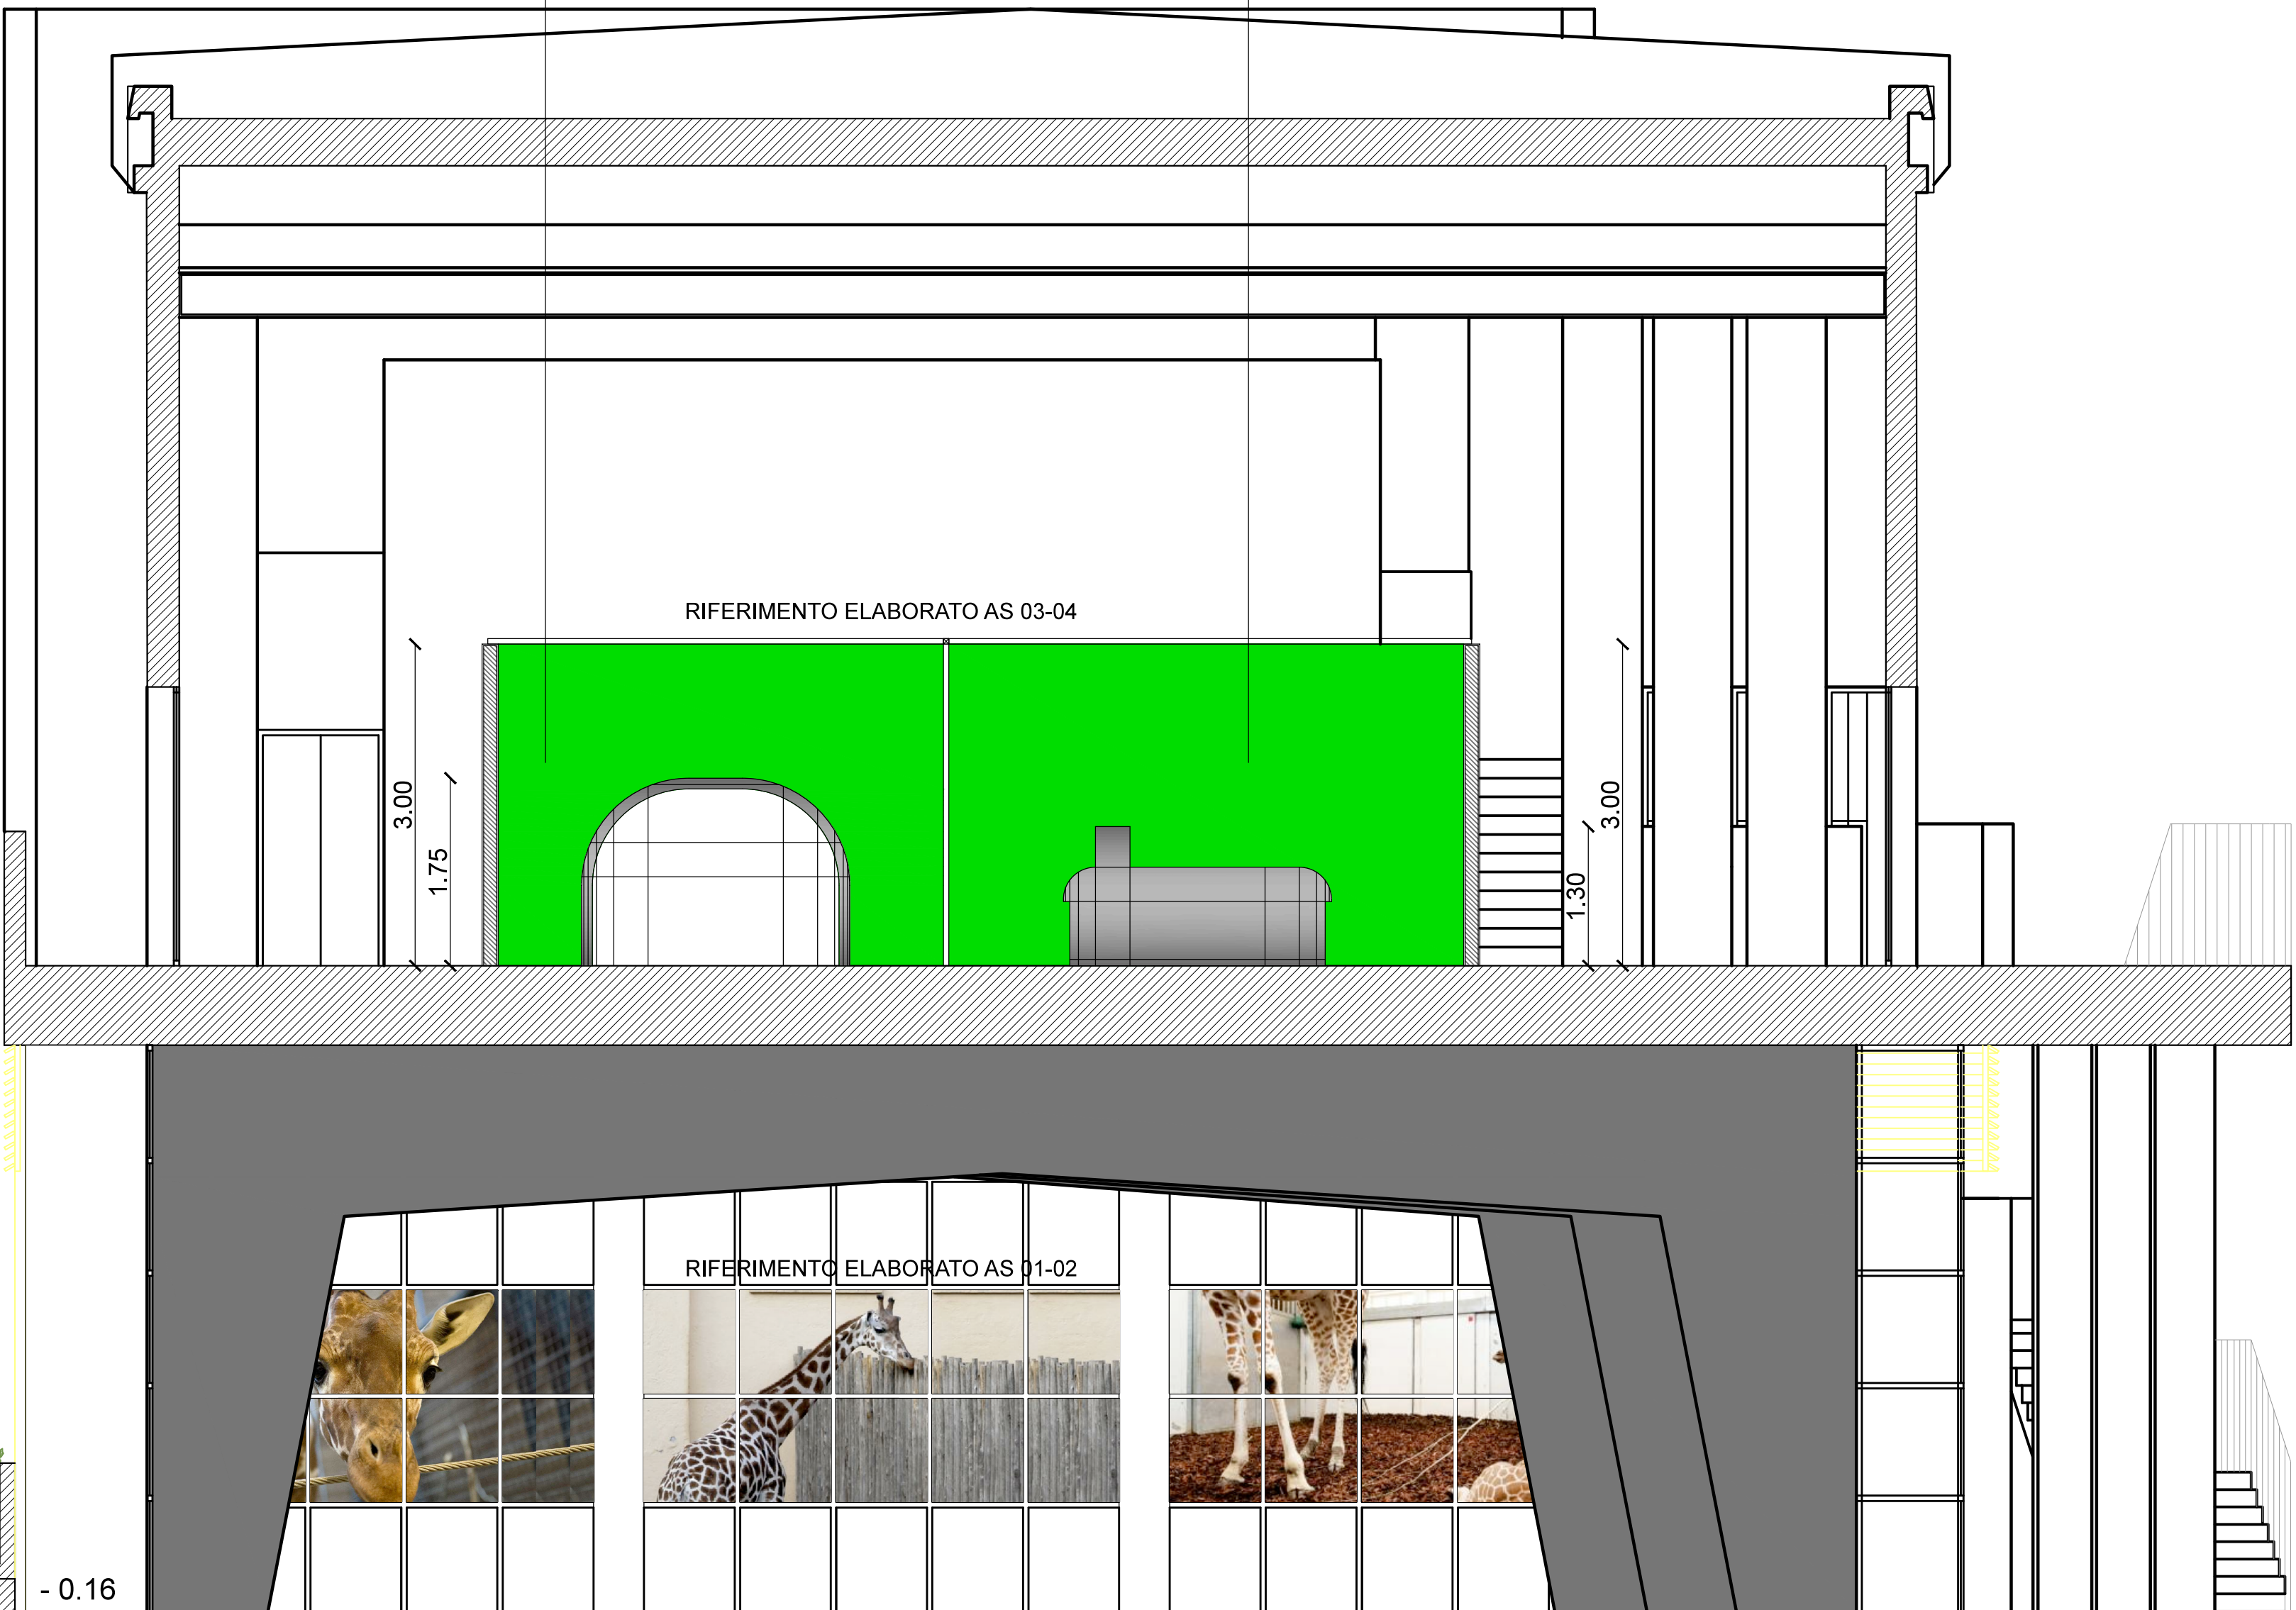 RIFERIMENTO ELABORATO AS 03-04
3.00
1.75
3.00
1.30
RIFERIMENTO ELABORATO AS 01-02
- 0.16